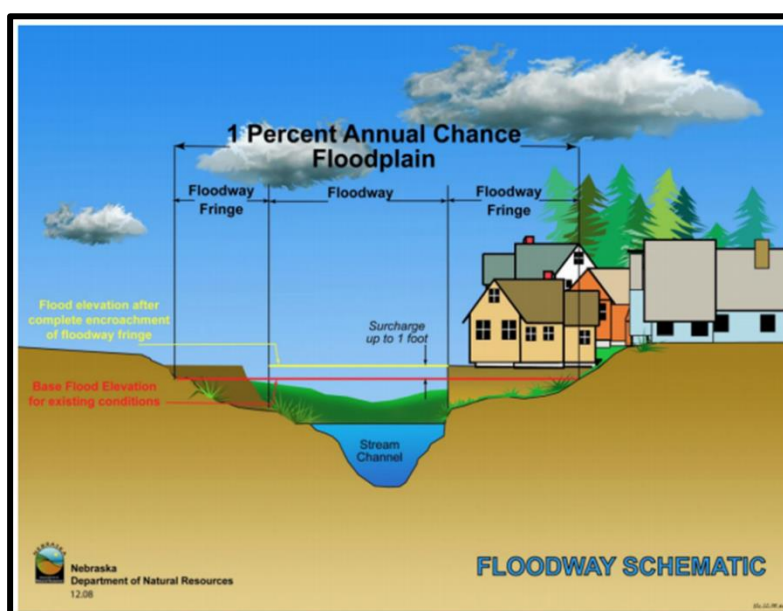 1 Percent Annual Chance
Floodplain
Floodway
Fringe
Floodway
Floodway
Fringe
Flood elevation after
complete encroachment
of floodway fringe
Surcharge
up to 1 foot
Base Flood Elevation
for existing conditions
Stream
Channel
NEBRASKA
Nebraska
Department of Natural Resources
12.08
FLOODWAY SCHEMATIC